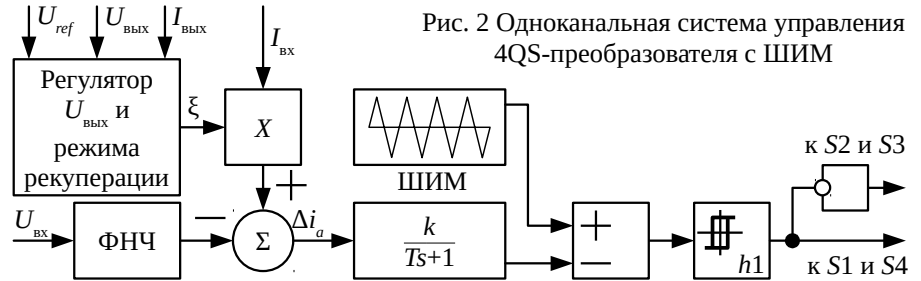 U_ref U_вых I_вых
I_вх
Рис. 2 Одноканальная система управления
4QS-преобразователя с ШИМ
Регулятор
U_вых и
режима
рекуперации
ξ
X
ШИМ
к S2 и S3
U_вх
ФНЧ
−
+
Σ
Δi_a
k
Ts+1
+
−
h1
к S1 и S4